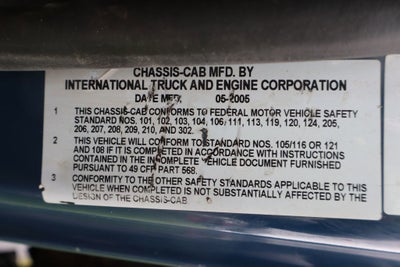 CHASSIS-CAB MFD. BY
INTERNATIONAL TRUCK AND ENGINE CORPORATION
DATE MFD. 05-2005
1 THIS CHASSIS-CAB CONFORMS TO FEDERAL MOTOR VEHICLE SAFETY
STANDARD NOS. 101, 102, 103, 104, 106, 111, 113, 119, 120, 124, 205,
206, 207, 208, 209, 210, AND 302.
2 THIS VEHICLE WILL CONFORM TO STANDARD NOS. 105/116 OR 121
AND 108 IF IT IS COMPLETED IN ACCORDANCE WITH INSTRUCTIONS
CONTAINED IN THE INCOMPLETE VEHICLE DOCUMENT FURNISHED
PURSUANT TO 49 CFR PART 568.
3 CONFORMITY TO THE OTHER SAFETY STANDARDS APPLICABLE TO THIS
VEHICLE WHEN COMPLETED IS NOT SUBSTANTIALLY AFFECTED BY THE
DESIGN OF THE CHASSIS-CAB.